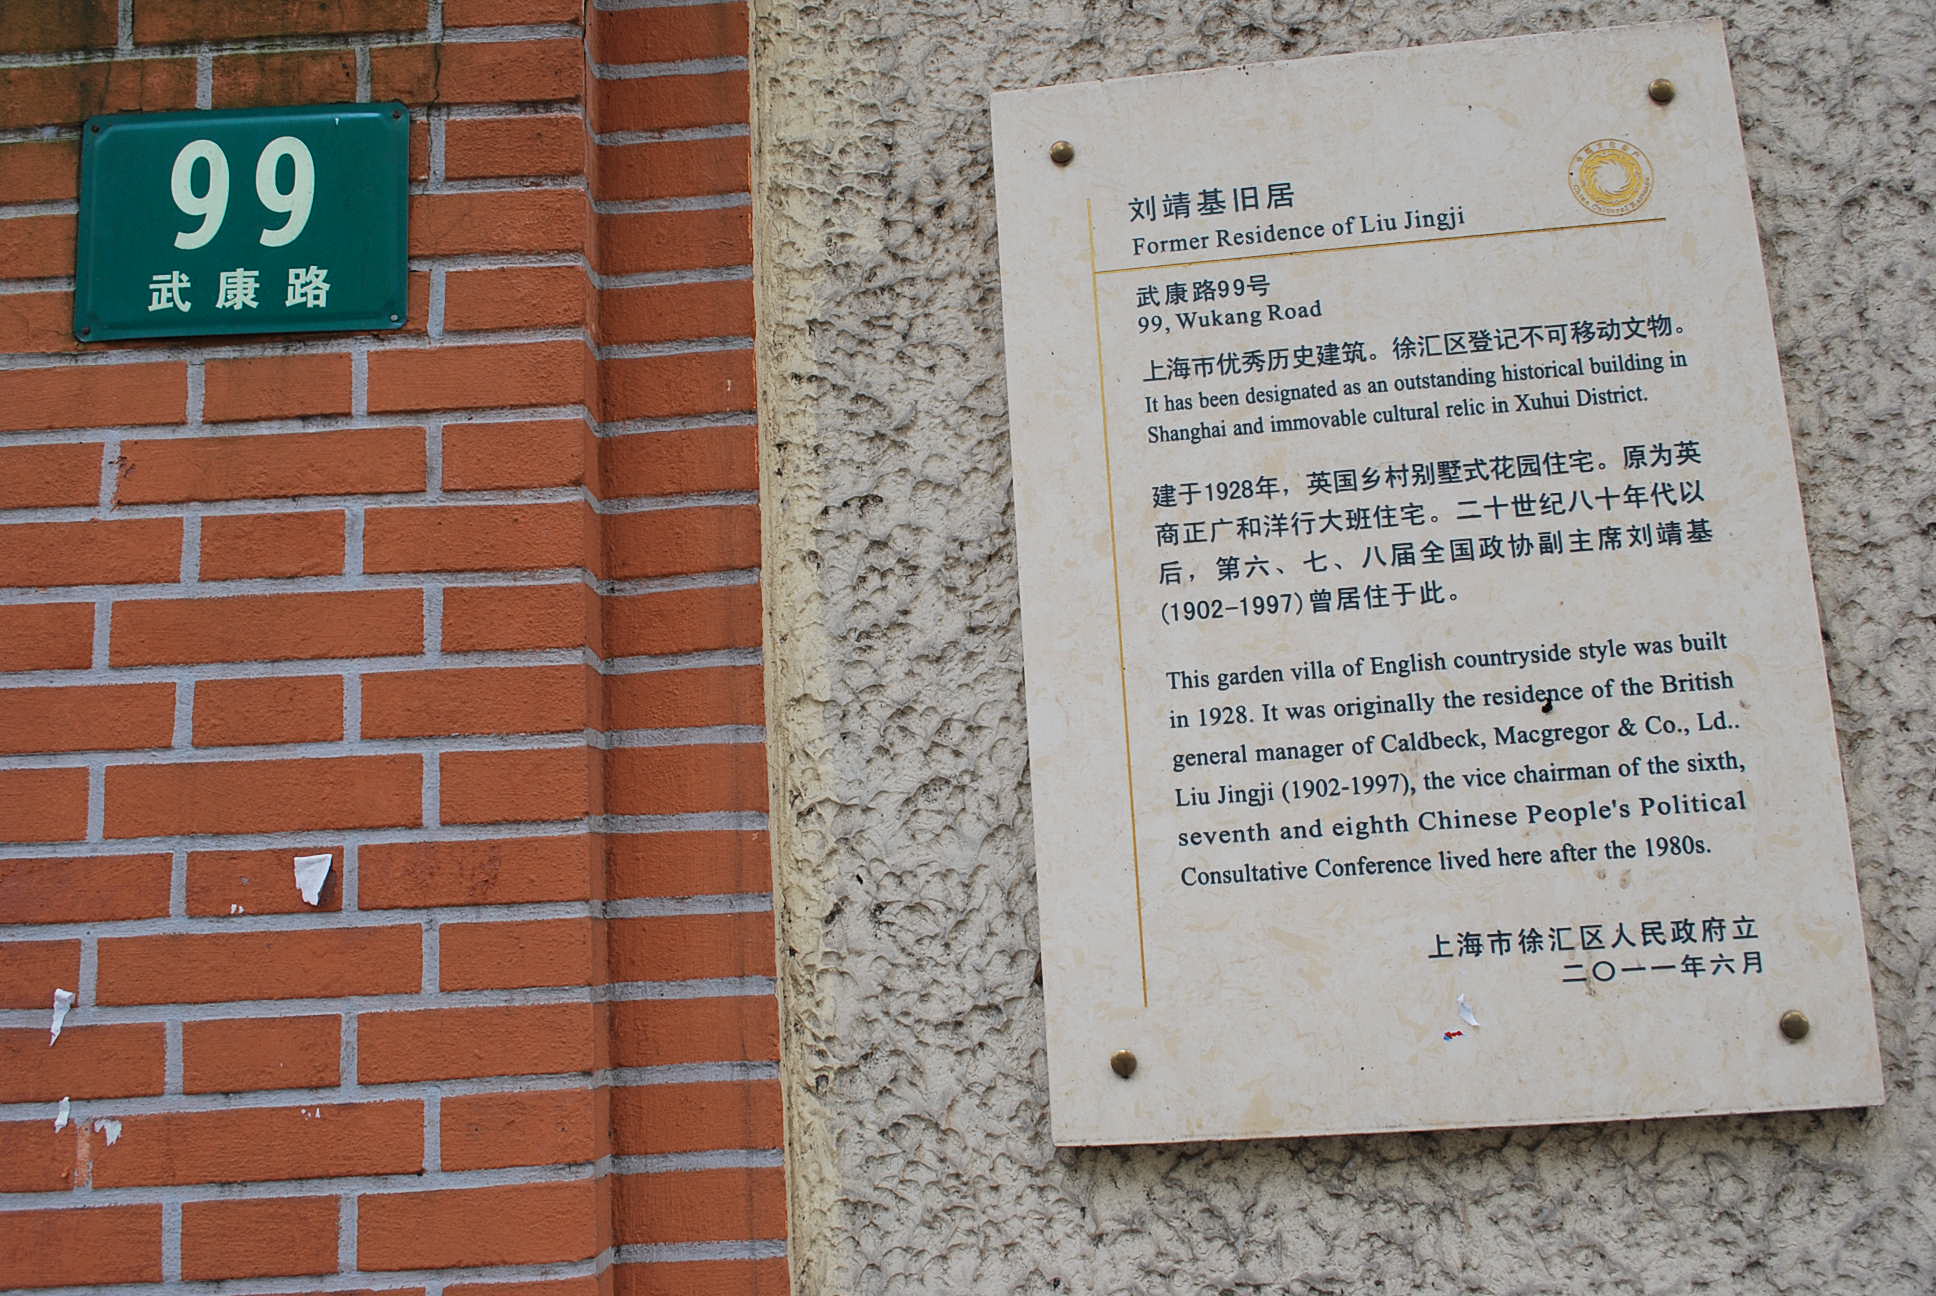 99
武康路
刘靖基旧居
Former Residence of Liu Jingji
武康路99号
99, Wukang Road
上海市优秀历史建筑。徐汇区登记不可移动文物。
It has been designated as an outstanding historical building in
Shanghai and immovable cultural relic in Xuhui District.
建于1928年，英国乡村别墅式花园住宅。原为英
商正广和洋行大班住宅。二十世纪八十年代以
后，第六、七、八届全国政协副主席刘靖基
(1902-1997)曾居住于此。
This garden villa of English countryside style was built
in 1928. It was originally the residence of the British
general manager of Caldbeck, Macgregor & Co., Ld..
Liu Jingji (1902-1997), the vice chairman of the sixth,
seventh and eighth Chinese People's Political
Consultative Conference lived here after the 1980s.
上海市徐汇区人民政府立
二〇一一年六月